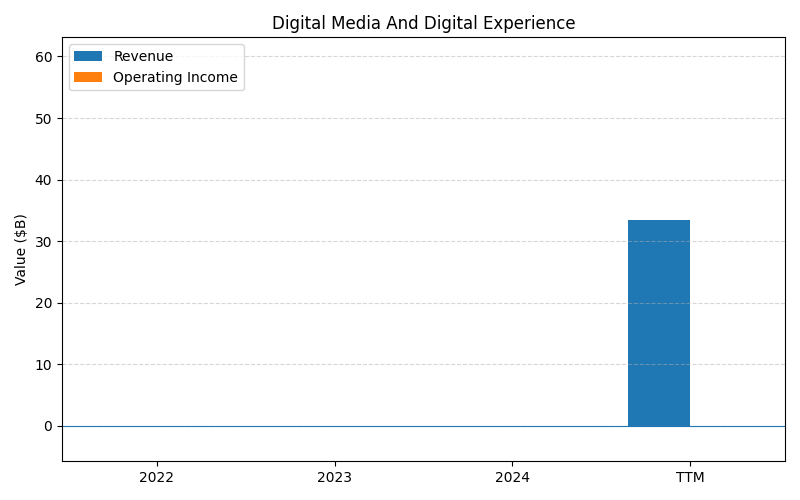 Digital Media And Digital Experience
Revenue
Operating Income
Value ($B)
60
50
40
30
20
10
0
2022 2023 2024 TTM